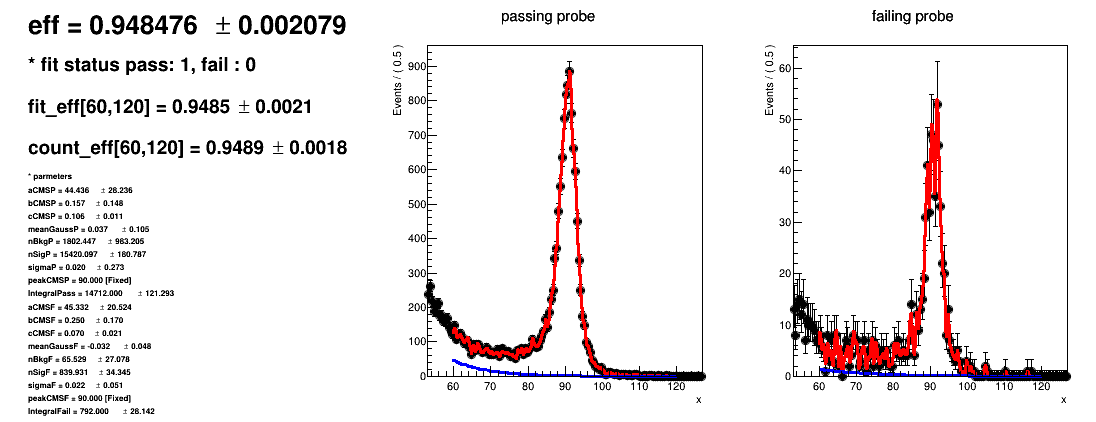 eff = 0.948476 ± 0.002079
* fit status pass: 1, fail : 0
fit_eff[60,120] = 0.9485 ± 0.0021
count_eff[60,120] = 0.9489 ± 0.0018
* parmeters
aCMSP = 44.436 ± 28.236
bCMSP = 0.157 ± 0.148
cCMSP = 0.106 ± 0.011
meanGaussP = 0.037 ± 0.105
nBkgP = 1802.447 ± 963.205
nSigP = 15420.097 ± 180.787
sigmaP = 0.020 ± 0.273
peakCMSP = 90.000 [Fixed]
IntegralPass = 14712.000 ± 121.293
aCMSF = 45.332 ± 20.524
bCMSF = 0.250 ± 0.170
cCMSF = 0.070 ± 0.021
meanGaussF = -0.032 ± 0.048
nBkgF = 65.529 ± 27.078
nSigF = 839.931 ± 34.345
sigmaF = 0.022 ± 0.051
peakCMSF = 90.000 [Fixed]
IntegralFail = 792.000 ± 28.142
passing probe
Events / ( 0.5 )
900
800
700
600
500
400
300
200
100
0
60 70 80 90 100 110 120
x
failing probe
Events / ( 0.5 )
60
50
40
30
20
10
0
60 70 80 90 100 110 120
x